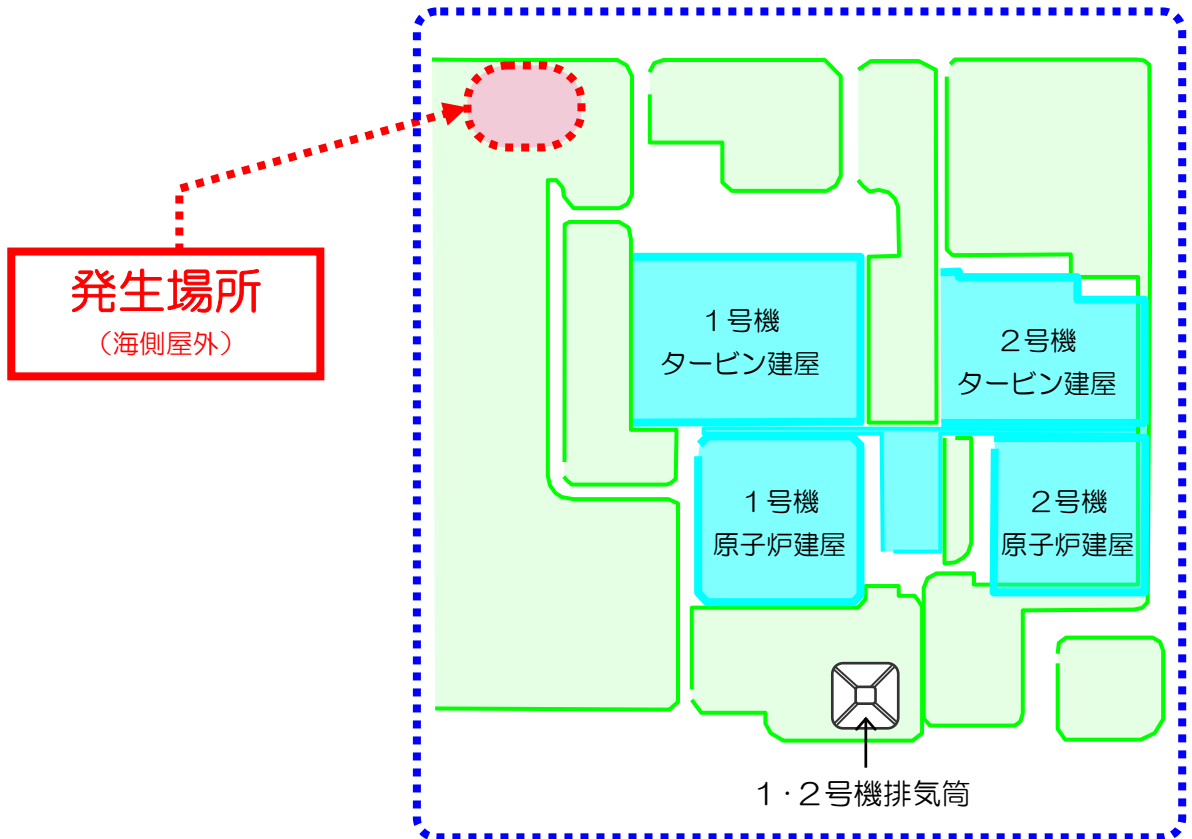 発生場所
（海側屋外）
１号機
タービン建屋
２号機
タービン建屋
１号機
原子炉建屋
２号機
原子炉建屋
１・２号機排気筒